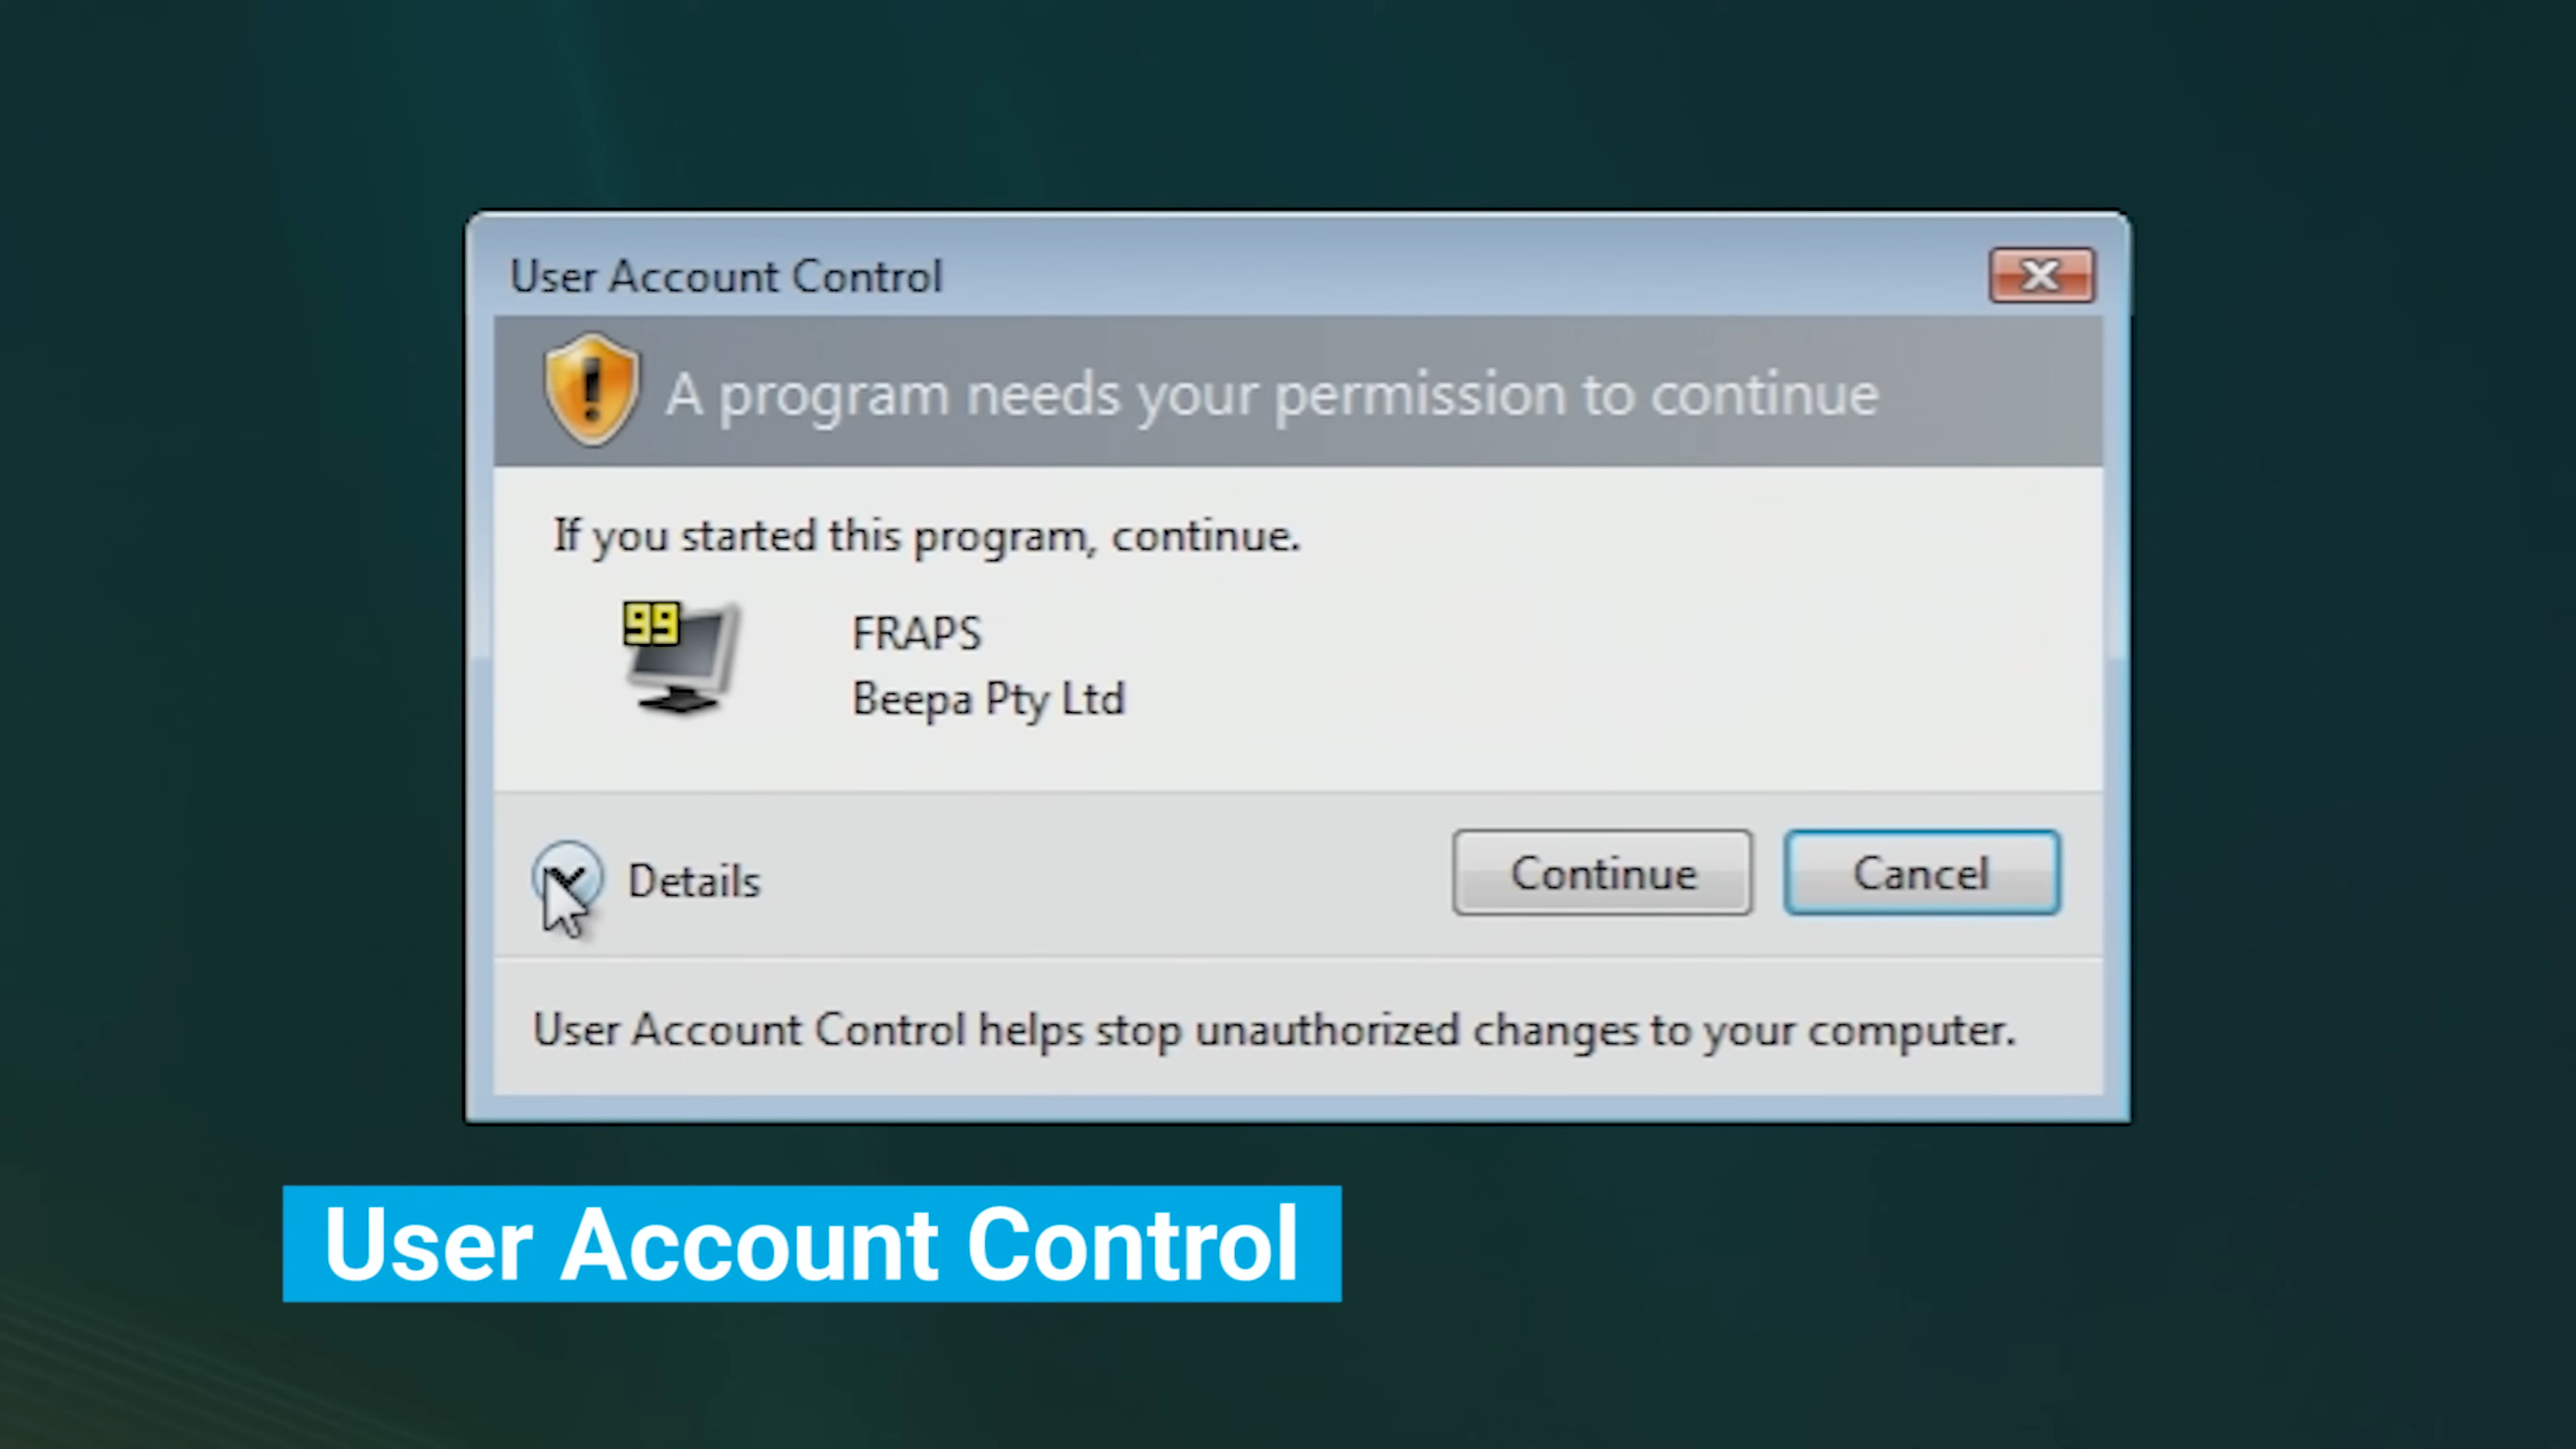 User Account Control
A program needs your permission to continue
If you started this program, continue.
99
FRAPS
Beepa Pty Ltd
Details
Continue
Cancel
User Account Control helps stop unauthorized changes to your computer.
User Account Control